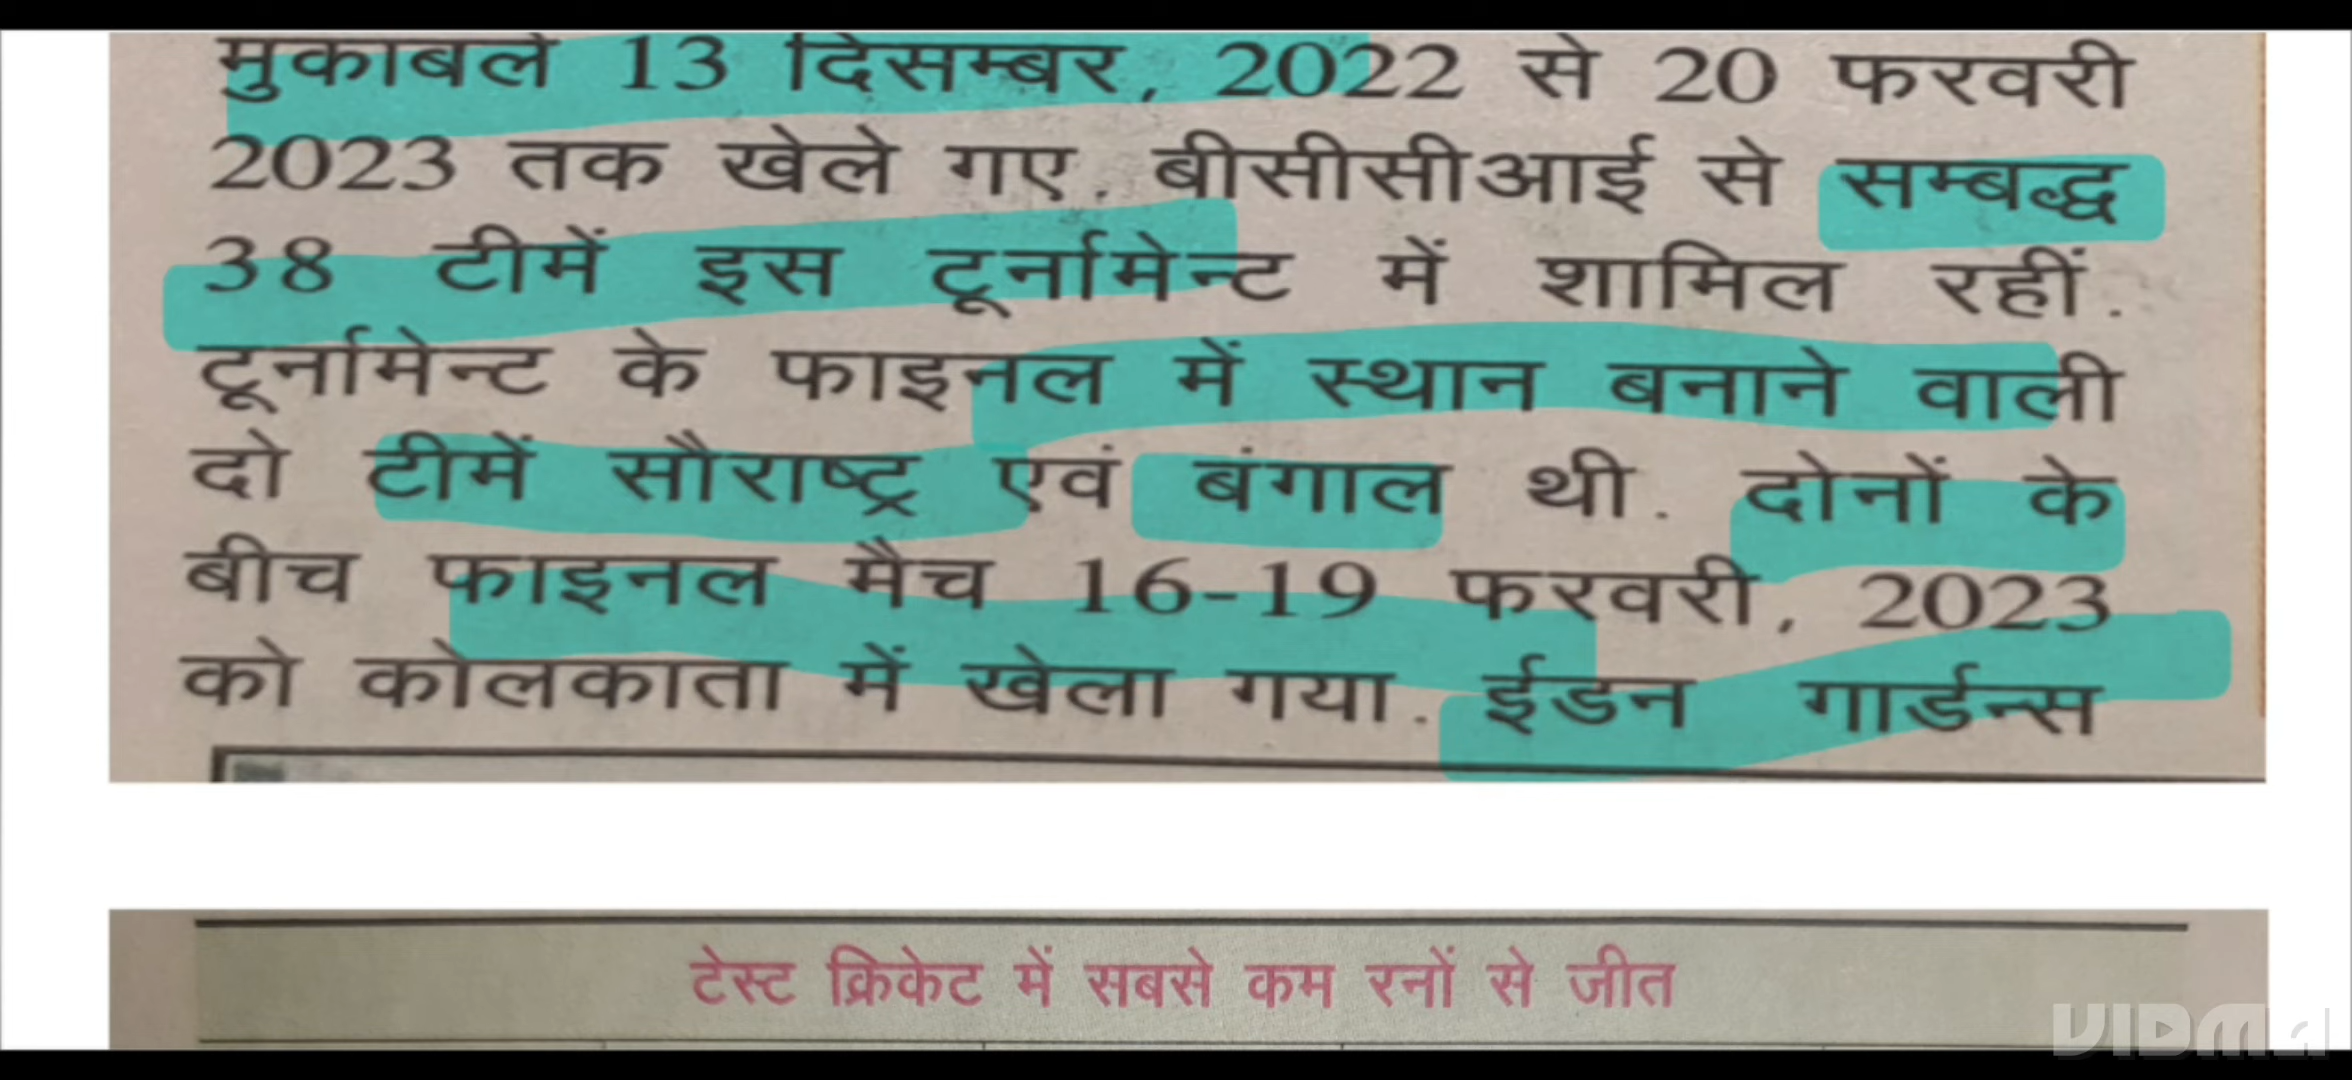 मुकाबले 13 दिसम्बर, 2022 से 20 फरवरी
2023 तक खेले गए. बीसीसीआई से सम्बद्ध
38 टीमें इस टूर्नामेन्ट में शामिल रहीं.
टूर्नामेन्ट के फाइनल में स्थान बनाने वाली
दो टीमें सौराष्ट्र एवं बंगाल थी. दोनों के
बीच फाइनल मैच 16-19 फरवरी, 2023
को कोलकाता में खेला गया. ईडन गार्डन्स
टेस्ट क्रिकेट में सबसे कम रनों से जीत
VIDMA